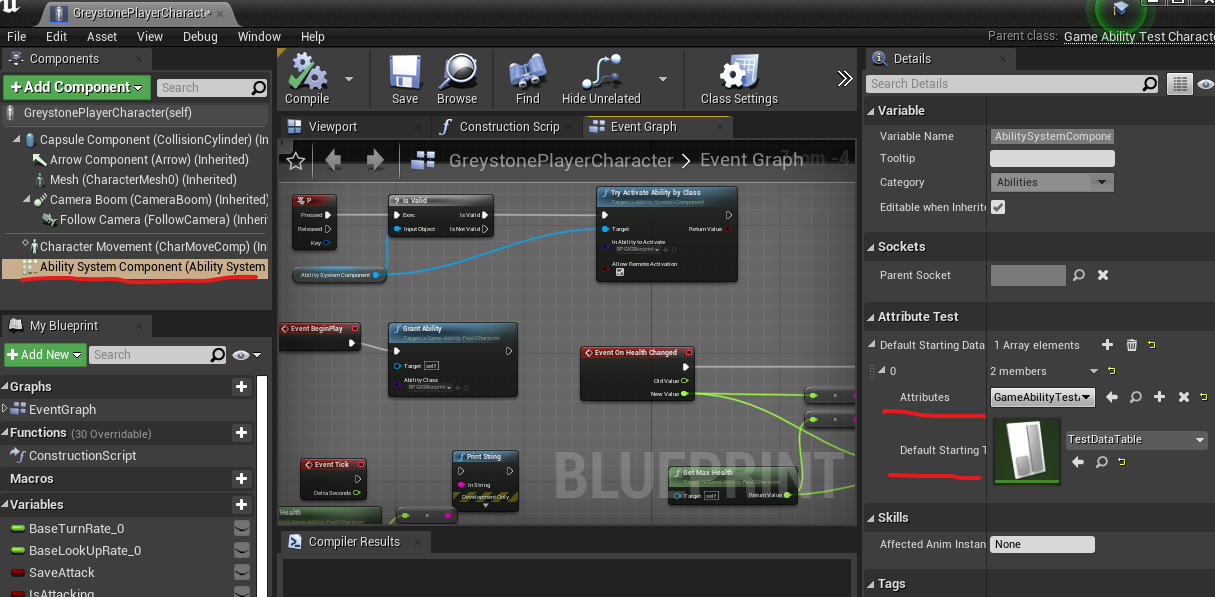 GreystonePlayerCharacte
File Edit Asset View Debug Window Help
Parent class: Game Ability Test Charact
Components
+ Add Component
Search
GreystonePlayerCharacter(self)
Capsule Component (CollisionCylinder) (In
Arrow Component (Arrow) (Inherited)
Mesh (CharacterMesh0) (Inherited)
Camera Boom (CameraBoom) (Inherited)
Follow Camera (FollowCamera) (Inheri
Character Movement (CharMoveComp) (In
Ability System Component (Ability System
My Blueprint
+ Add New
Search
Graphs
EventGraph
Functions (30 Overridable)
ConstructionScript
Macros
Variables
BaseTurnRate_0
BaseLookUpRate_0
SaveAttack
IsAttacking
Compile
Save
Browse
Find
Hide Unrelated
Class Settings
Viewport
Construction Scrip
Event Graph
GreystonePlayerCharacter > Event Graph
Zoom -4
P
Pressed
Released
Key
? Is Valid
Exec
Is Valid
Input Object
Is Not Valid
Ability System Component
Try Activate Ability by Class
Target is Ability System Component
Target
Return Value
In Ability to Activate
BP GASBlueprint
Allow Remote Activation
Event BeginPlay
Grant Ability
Target is Game Ability Test Character
Target self
Ability Class
BP GASBlueprint
Event On Health Changed
Old Value
New Value
Event Tick
Delta Seconds
Print String
In String
Development Only
Get Max Health
Target is Game Ability Test Character
Target self
Return Value
Health
Test Character
BLUEPRINT
Compiler Results
Details
Search Details
Variable
Variable Name
AbilitySystemCompone
Tooltip
Category
Abilities
Editable when Inherite
Sockets
Parent Socket
Attribute Test
Default Starting Data
1 Array elements
0
2 members
Attributes
GameAbilityTest
Default Starting T
TestDataTable
Skills
Affected Anim Instan
None
Tags